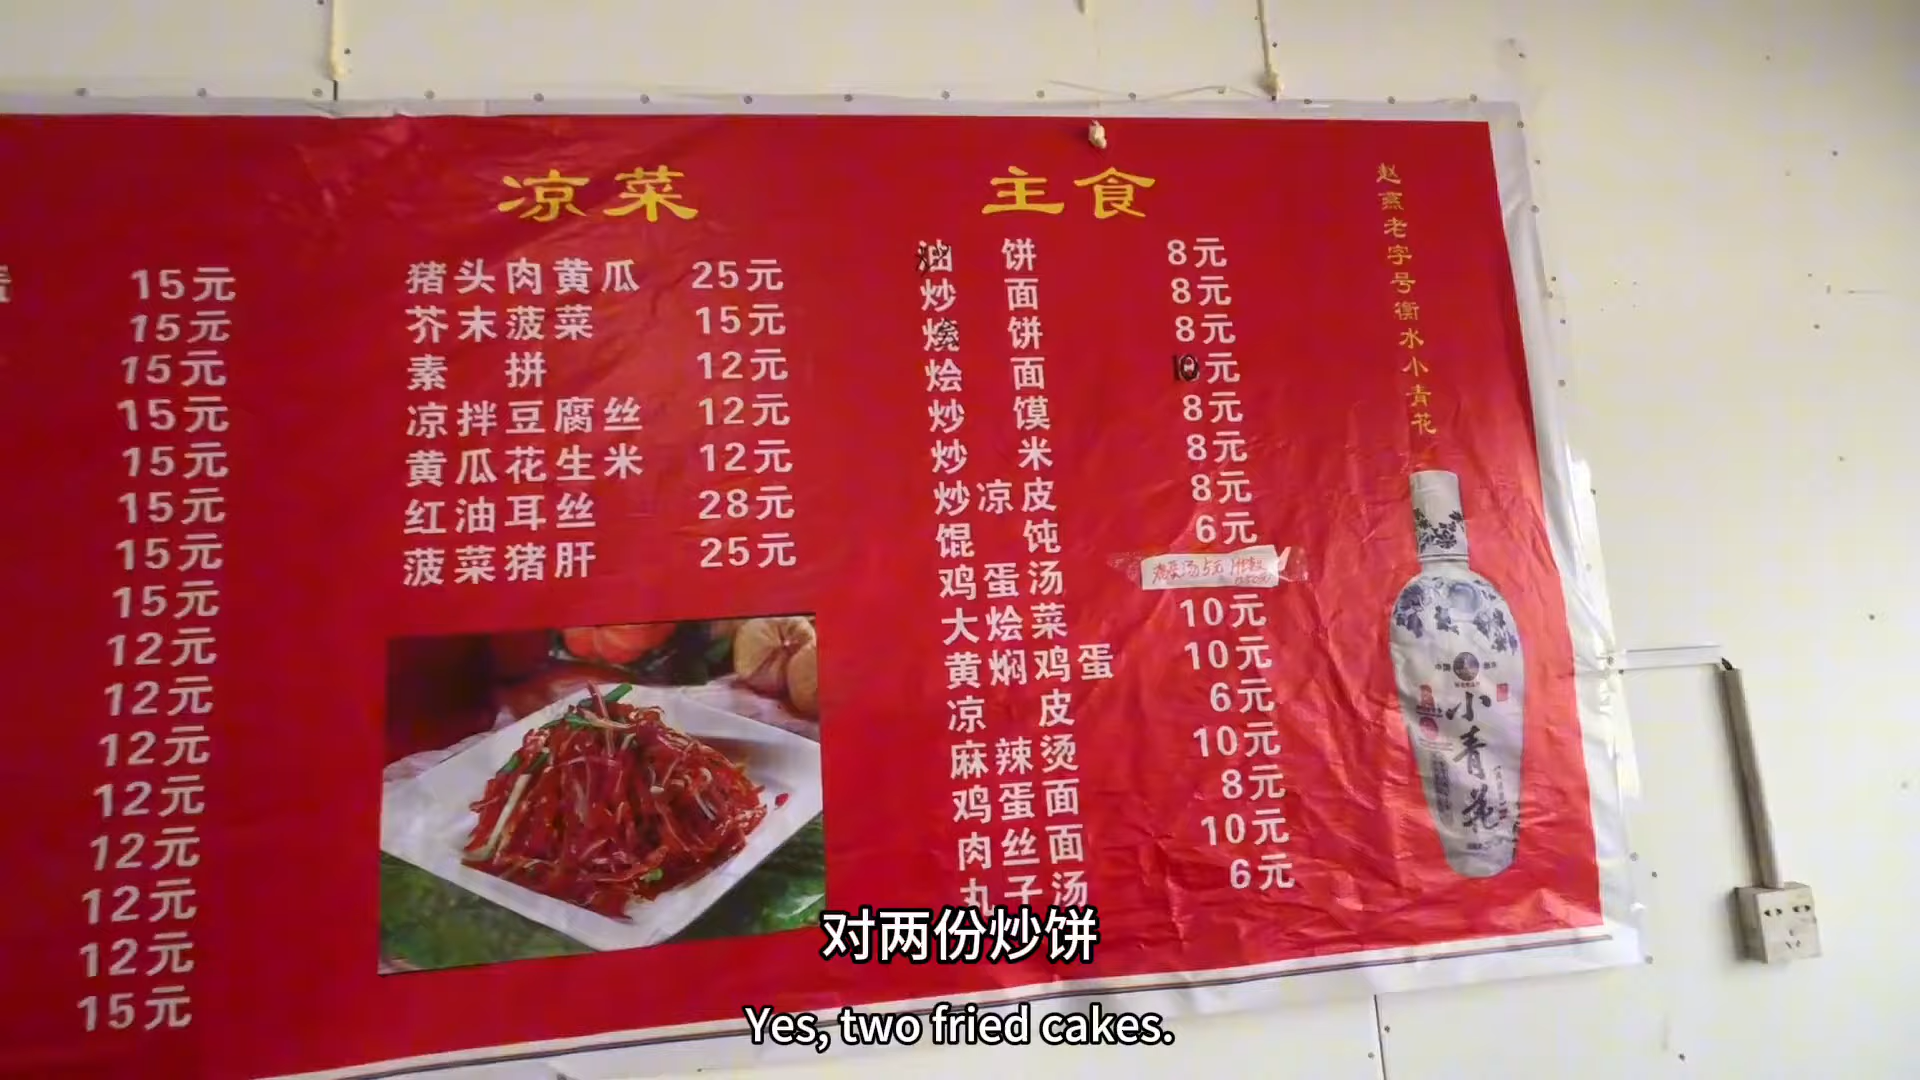 15元
15元
15元
15元
15元
15元
15元
15元
12元
12元
12元
12元
12元
12元
12元
15元
凉菜
猪头肉黄瓜 25元
芥末菠菜 15元
素拼 12元
凉拌豆腐丝 12元
黄瓜花生米 12元
红油耳丝 28元
菠菜猪肝 25元
主食
油饼 8元
炒面 8元
饼 8元
烩面 10元
炒馍 8元
炒米 8元
炒凉皮 8元
馄饨 6元
鸡蛋汤
大烩菜 10元
黄焖鸡蛋 10元
凉皮 6元
麻辣烫 10元
鸡蛋面 8元
肉丝面 10元
丸子汤 6元
赵燕老字号衡水小青花
小青花
对两份炒饼
Yes, two fried cakes.